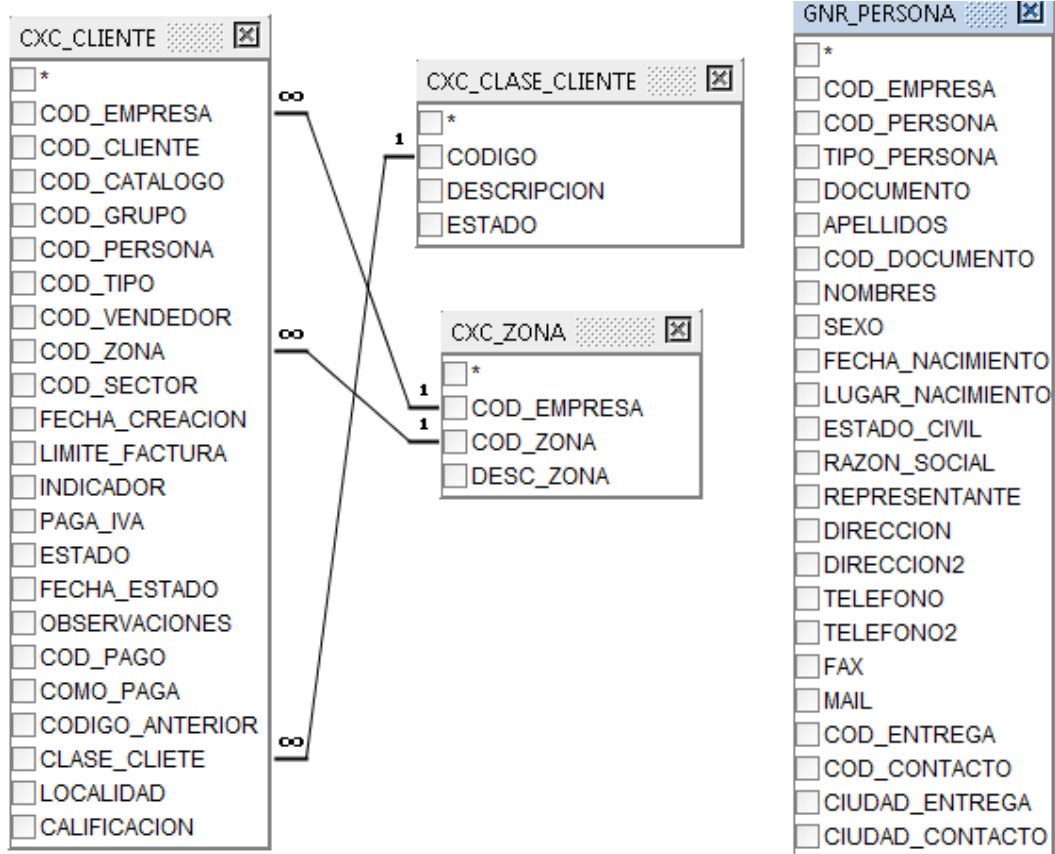 CXC_CLIENTE
*
COD_EMPRESA
COD_CLIENTE
COD_CATALOGO
COD_GRUPO
COD_PERSONA
COD_TIPO
COD_VENDEDOR
COD_ZONA
COD_SECTOR
FECHA_CREACION
LIMITE_FACTURA
INDICADOR
PAGA_IVA
ESTADO
FECHA_ESTADO
OBSERVACIONES
COD_PAGO
COMO_PAGA
CODIGO_ANTERIOR
CLASE_CLIETE
LOCALIDAD
CALIFICACION
∞
∞
∞
1
CXC_CLASE_CLIENTE
*
CODIGO
DESCRIPCION
ESTADO
1
1
CXC_ZONA
*
COD_EMPRESA
COD_ZONA
DESC_ZONA
GNR_PERSONA
*
COD_EMPRESA
COD_PERSONA
TIPO_PERSONA
DOCUMENTO
APELLIDOS
COD_DOCUMENTO
NOMBRES
SEXO
FECHA_NACIMIENTO
LUGAR_NACIMIENTO
ESTADO_CIVIL
RAZON_SOCIAL
REPRESENTANTE
DIRECCION
DIRECCION2
TELEFONO
TELEFONO2
FAX
MAIL
COD_ENTREGA
COD_CONTACTO
CIUDAD_ENTREGA
CIUDAD_CONTACTO